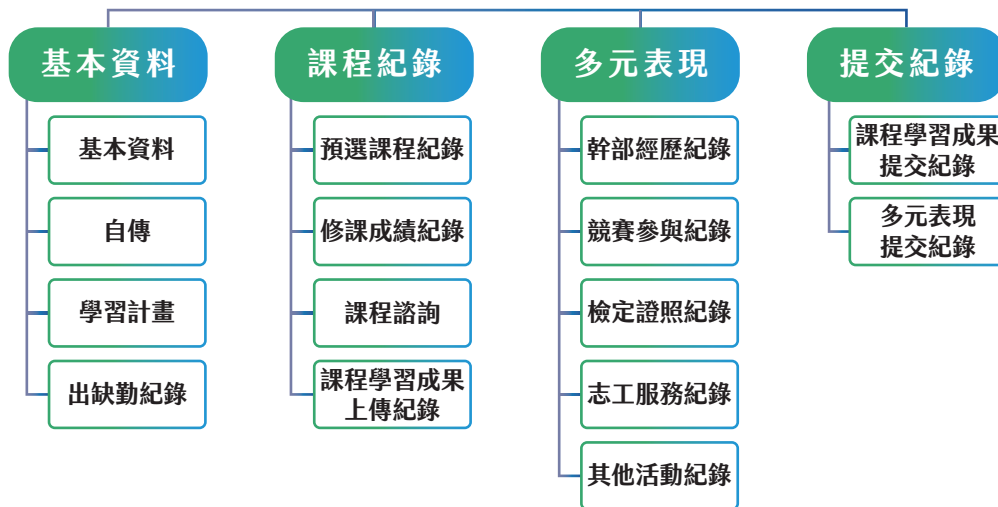 基本資料
基本資料
自傳
學習計畫
出缺勤紀錄
課程紀錄
預選課程紀錄
修課成績紀錄
課程諮詢
課程學習成果
上傳紀錄
多元表現
幹部經歷紀錄
競賽參與紀錄
檢定證照紀錄
志工服務紀錄
其他活動紀錄
提交紀錄
課程學習成果
提交紀錄
多元表現
提交紀錄